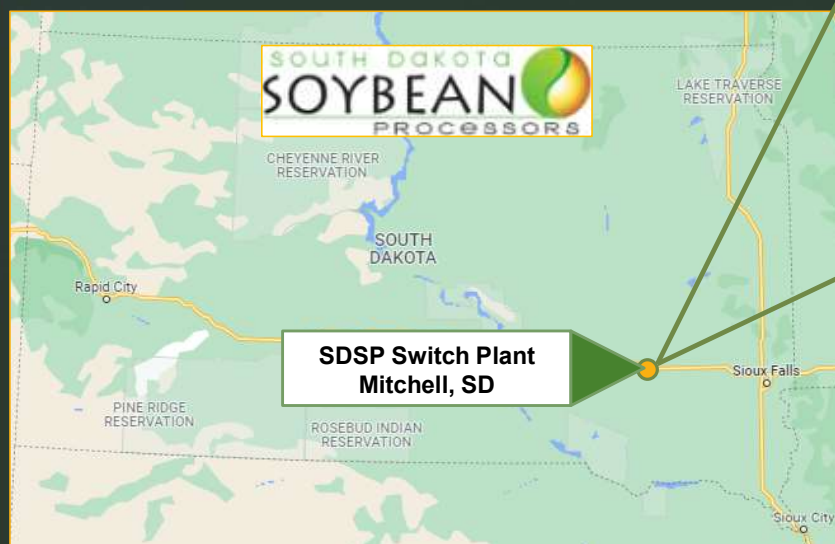 SOUTH DAKOTA
SOYBEAN
PROCESSORS
LAKE TRAVERSE
RESERVATION
CHEYENNE RIVER
RESERVATION
SOUTH
DAKOTA
Rapid City
SDSP Switch Plant
Mitchell, SD
Sioux Falls
PINE RIDGE
RESERVATION
ROSEBUD INDIAN
RESERVATION
Sioux City